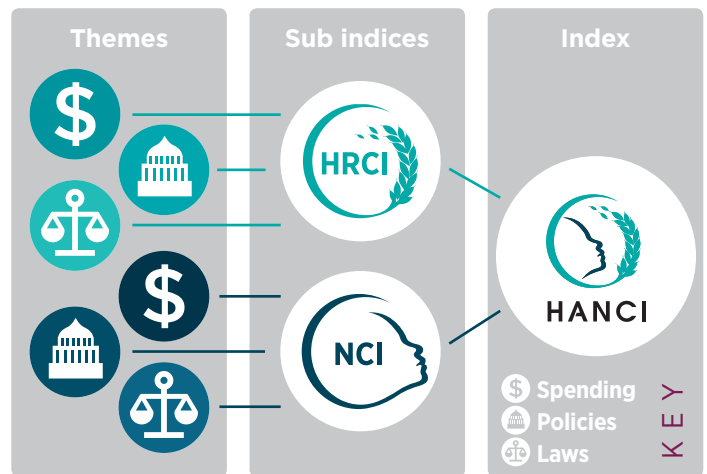 Themes
Sub indices
Index
$
HRCI
$
NCI
HANCI
$ Spending
Policies
Laws
KEY